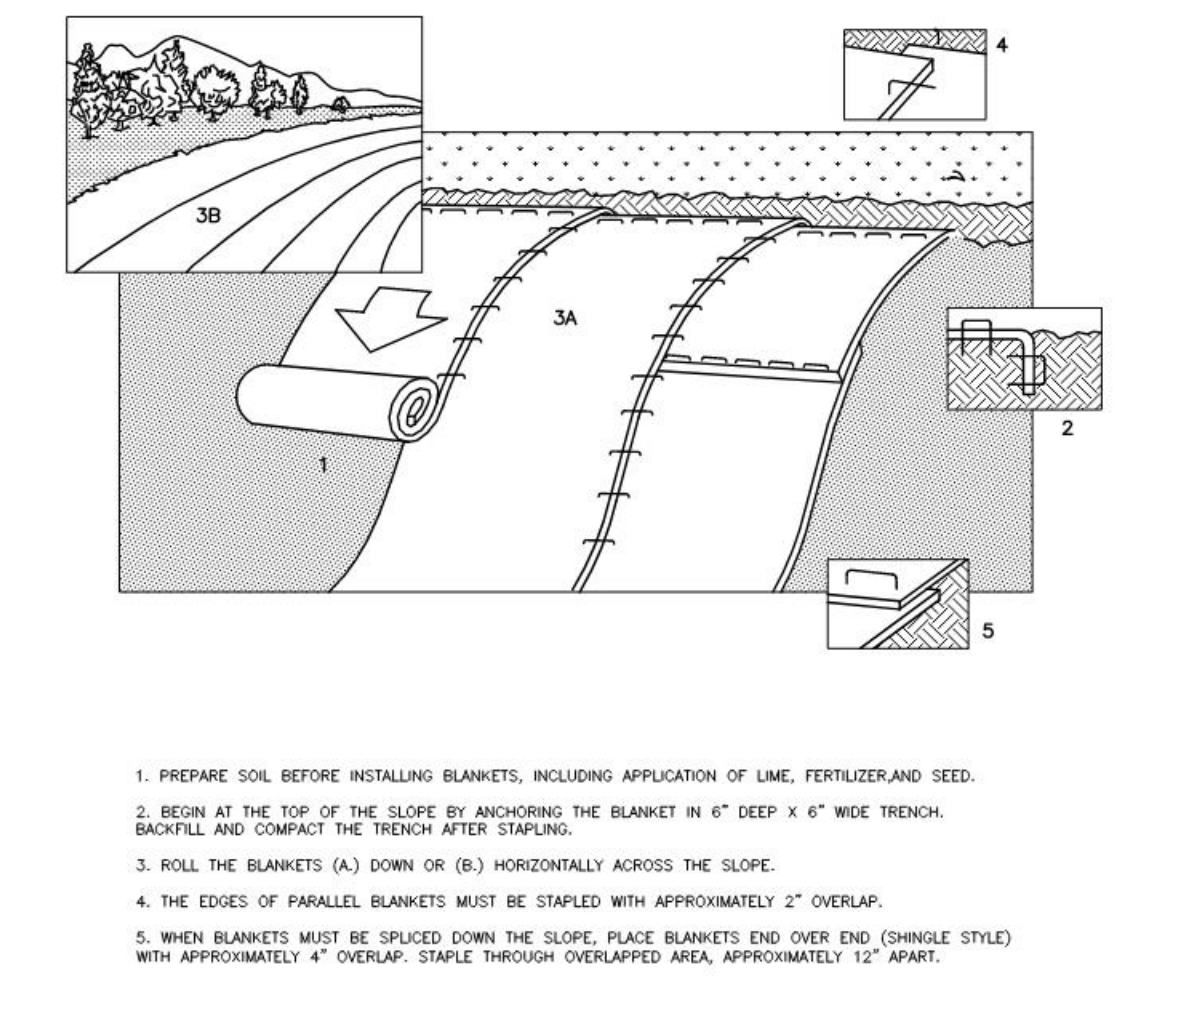 4
3B
3A
2
1
5
1. PREPARE SOIL BEFORE INSTALLING BLANKETS, INCLUDING APPLICATION OF LIME, FERTILIZER,AND SEED.
2. BEGIN AT THE TOP OF THE SLOPE BY ANCHORING THE BLANKET IN 6" DEEP X 6" WIDE TRENCH.
BACKFILL AND COMPACT THE TRENCH AFTER STAPLING.
3. ROLL THE BLANKETS (A.) DOWN OR (B.) HORIZONTALLY ACROSS THE SLOPE.
4. THE EDGES OF PARALLEL BLANKETS MUST BE STAPLED WITH APPROXIMATELY 2" OVERLAP.
5. WHEN BLANKETS MUST BE SPLICED DOWN THE SLOPE, PLACE BLANKETS END OVER END (SHINGLE STYLE)
WITH APPROXIMATELY 4" OVERLAP. STAPLE THROUGH OVERLAPPED AREA, APPROXIMATELY 12" APART.